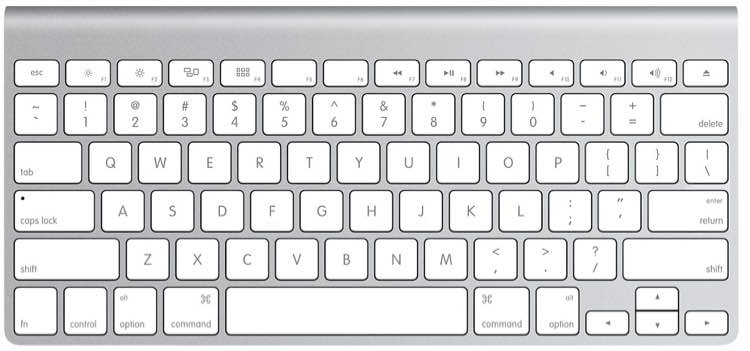 esc F1 F2 F3 F4 F5 F6 F7 F8 F9 F10 F11 F12
~ ! @ # $ % ^ & * ( ) – +
` 1 2 3 4 5 6 7 8 9 0 - = delete
tab Q W E R T Y U I O P { [ } ] | \
caps lock A S D F G H J K L : ; " ' enter return
shift Z X C V B N M < , > . ? / shift
fn control alt option ⌘ command ⌘ command alt option